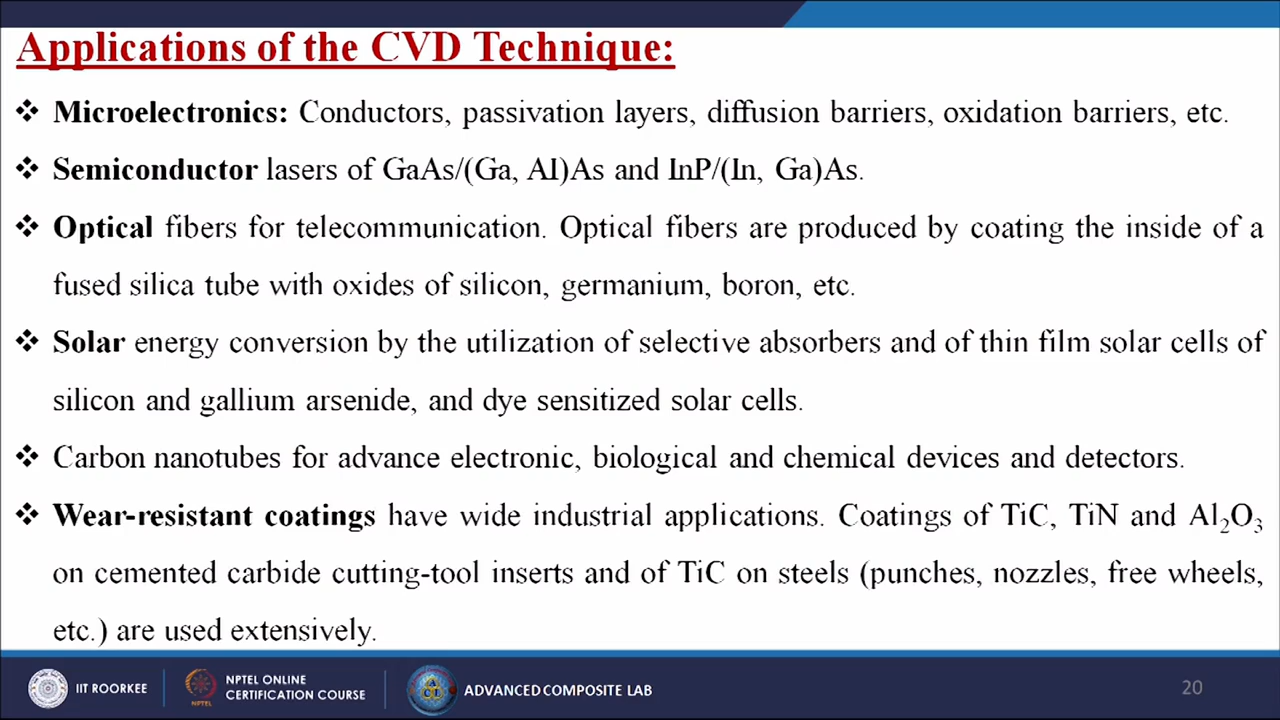 Applications of the CVD Technique:
❖ Microelectronics: Conductors, passivation layers, diffusion barriers, oxidation barriers, etc.
❖ Semiconductor lasers of GaAs/(Ga, AI)As and InP/(In, Ga)As.
❖ Optical fibers for telecommunication. Optical fibers are produced by coating the inside of a
fused silica tube with oxides of silicon, germanium, boron, etc.
❖ Solar energy conversion by the utilization of selective absorbers and of thin film solar cells of
silicon and gallium arsenide, and dye sensitized solar cells.
❖ Carbon nanotubes for advance electronic, biological and chemical devices and detectors.
❖ Wear-resistant coatings have wide industrial applications. Coatings of TiC, TiN and Al₂O₃
on cemented carbide cutting-tool inserts and of TiC on steels (punches, nozzles, free wheels,
etc.) are used extensively.
IIT ROORKEE
NPTEL
NPTEL ONLINE
CERTIFICATION COURSE
ADVANCED COMPOSITE LAB
20